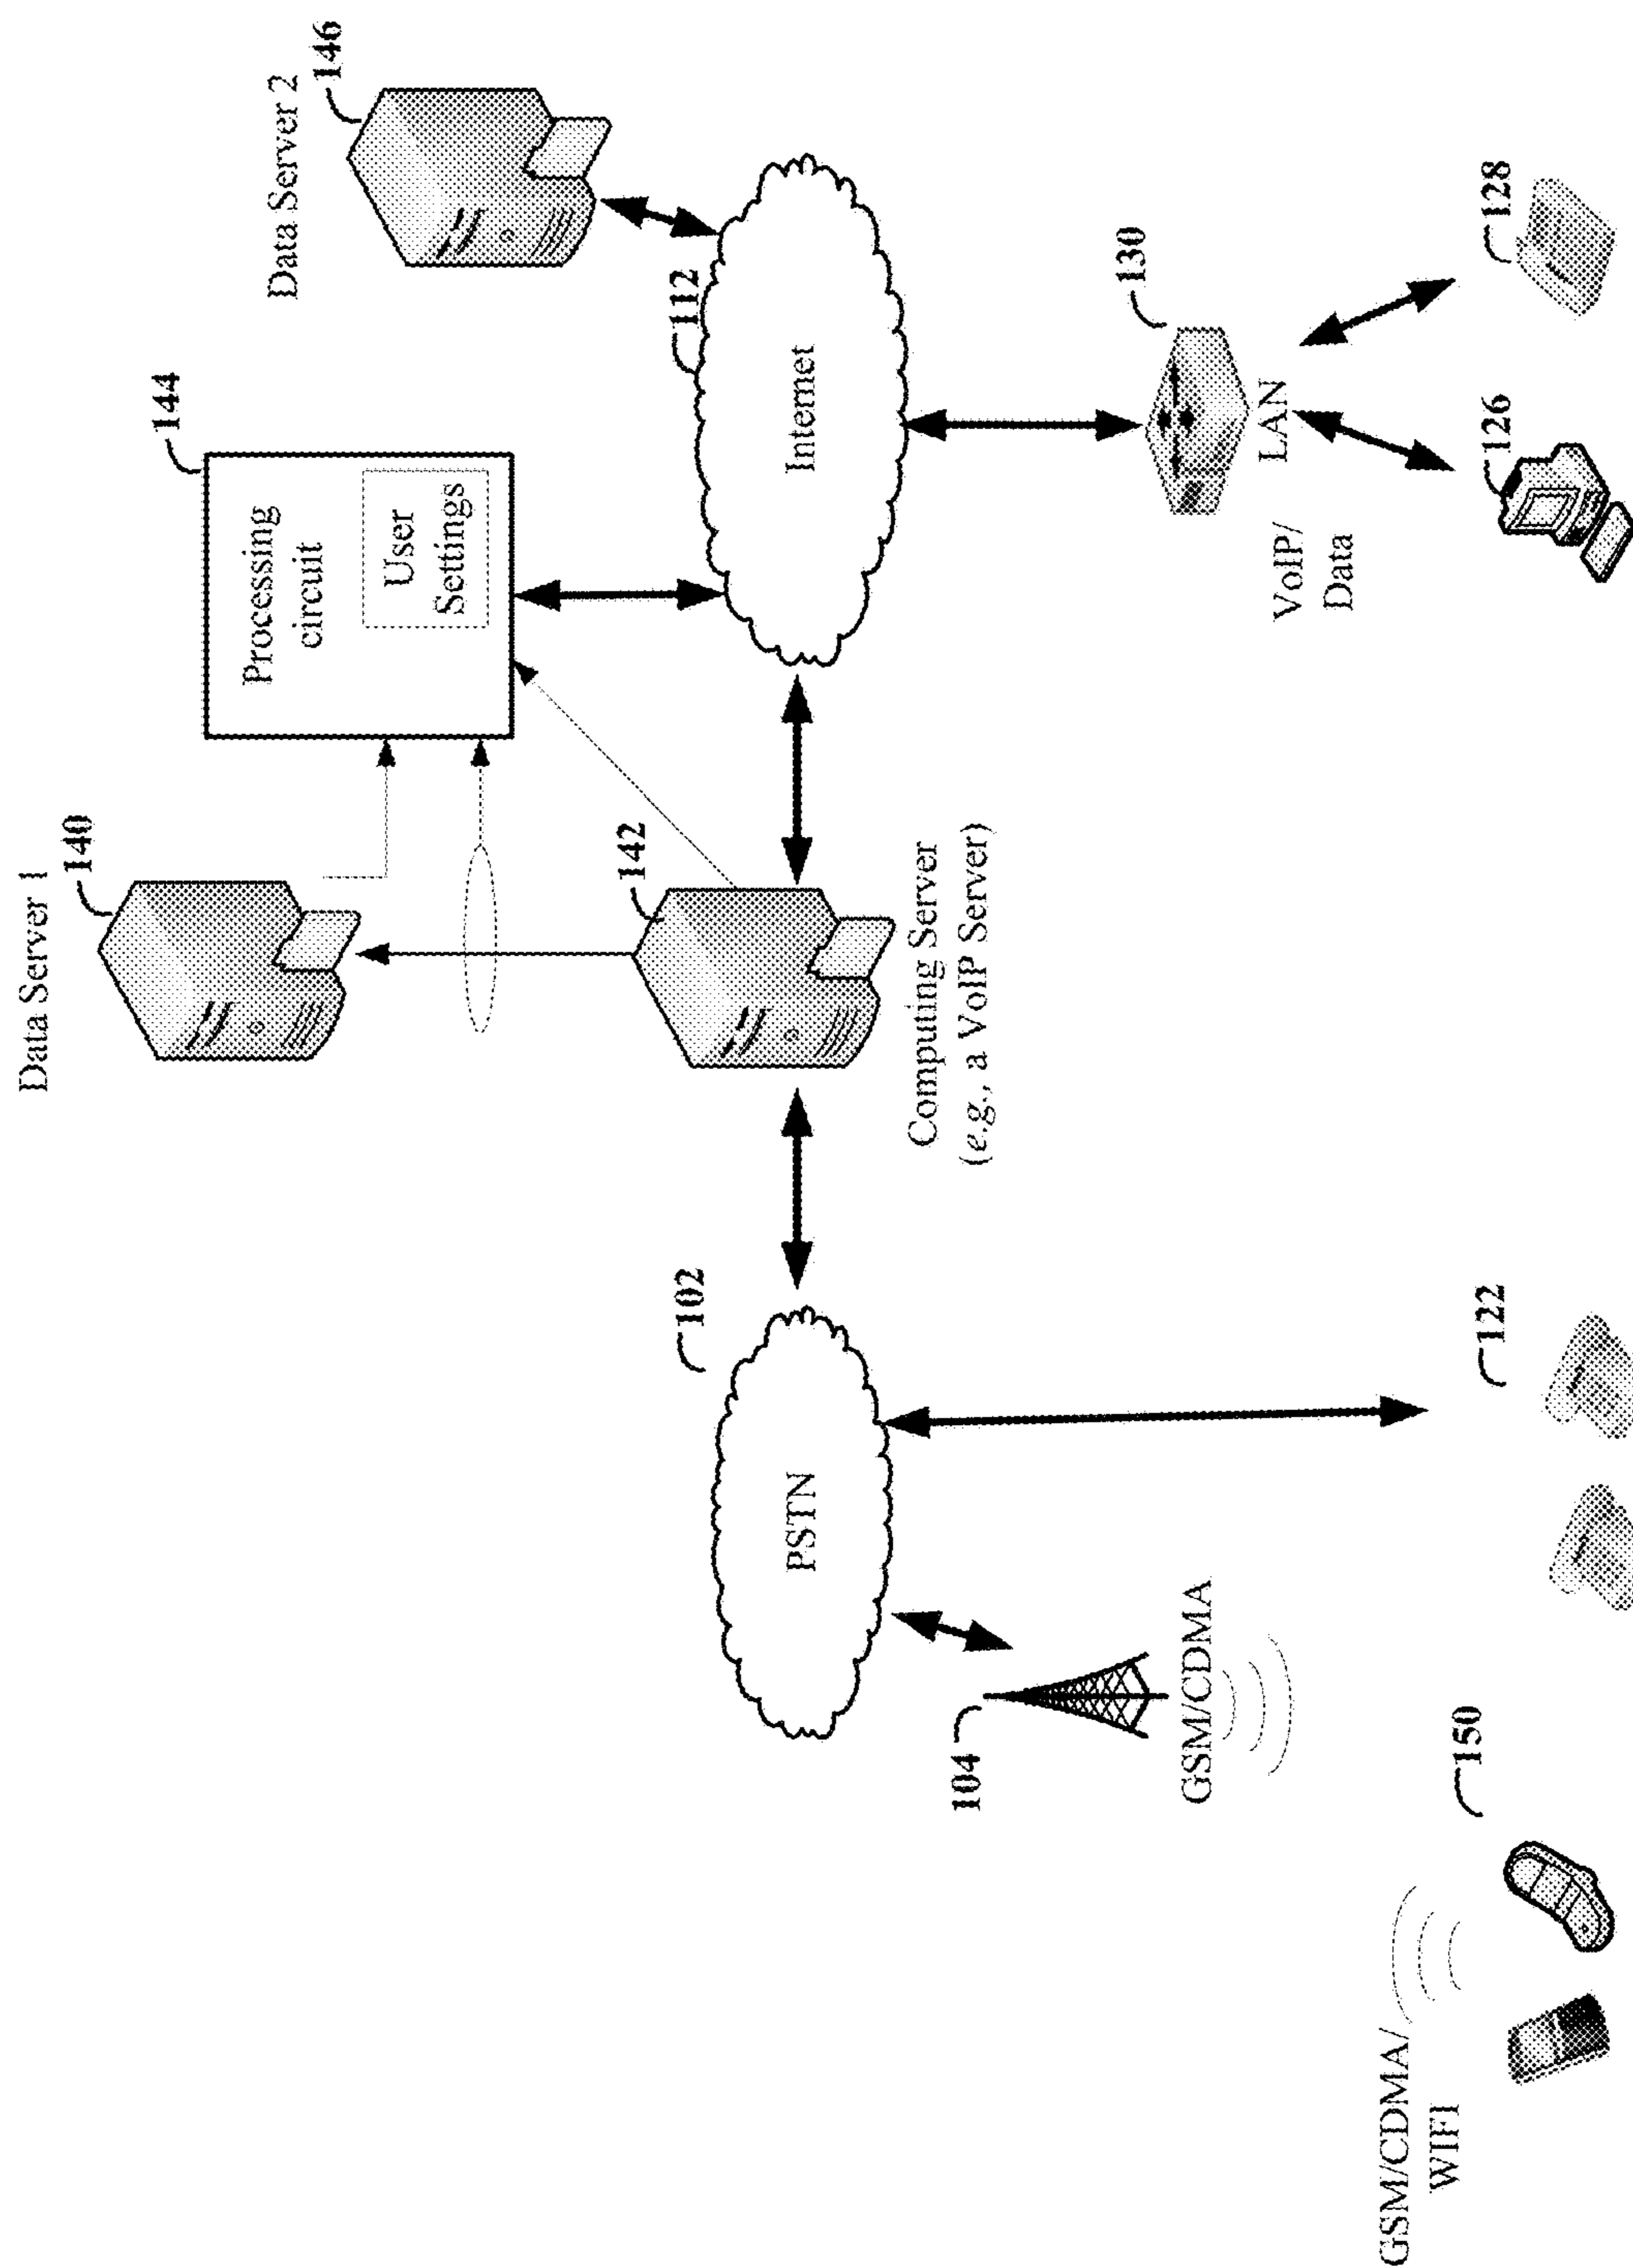 Data Server 1
140
144
Processing
circuit
User
Settings
Data Server 2
146
142
Computing Server
(e.g., a VoIP Server)
102
PSTN
112
Internet
104
GSM/CDMA
130
LAN
VoIP/
Data
GSM/CDMA/
WIFI
150
122
126
128